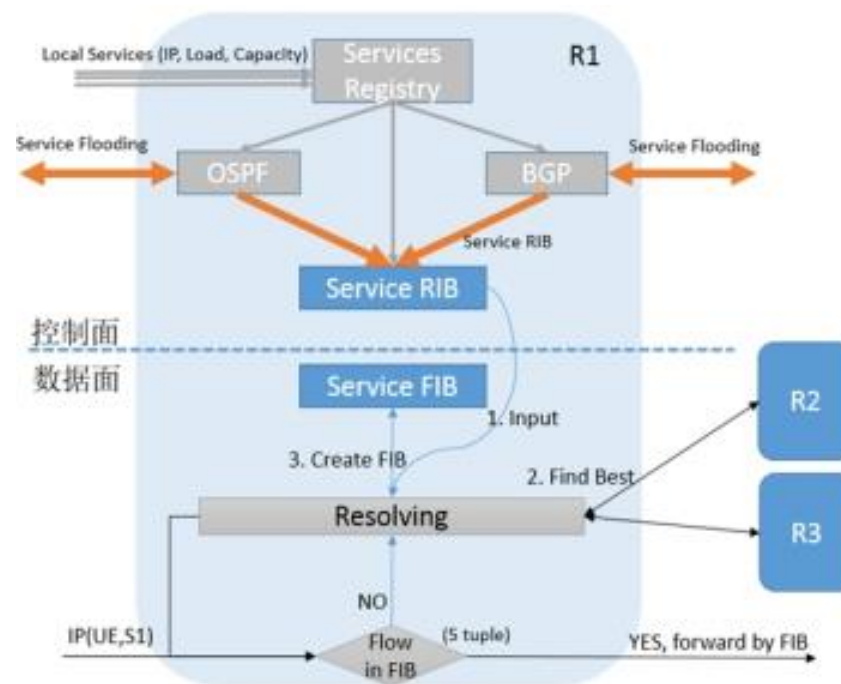 Local Services (IP, Load, Capacity)
Services
Registry
R1
Service Flooding
OSPF
BGP
Service Flooding
Service RIB
Service RIB
控制面
数据面
Service FIB
1. Input
R2
3. Create FIB
2. Find Best
Resolving
R3
NO
IP(UE,S1)
Flow
in FIB
(5 tuple)
YES, forward by FIB